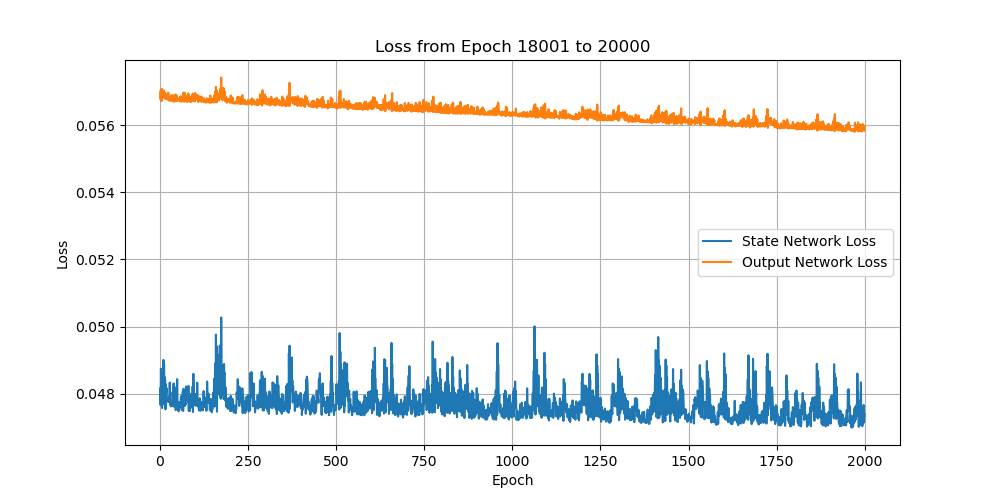 Loss from Epoch 18001 to 20000
0.056
0.054
0.052
0.050
0.048
Loss
State Network Loss
Output Network Loss
0
250
500
750
1000
1250
1500
1750
2000
Epoch